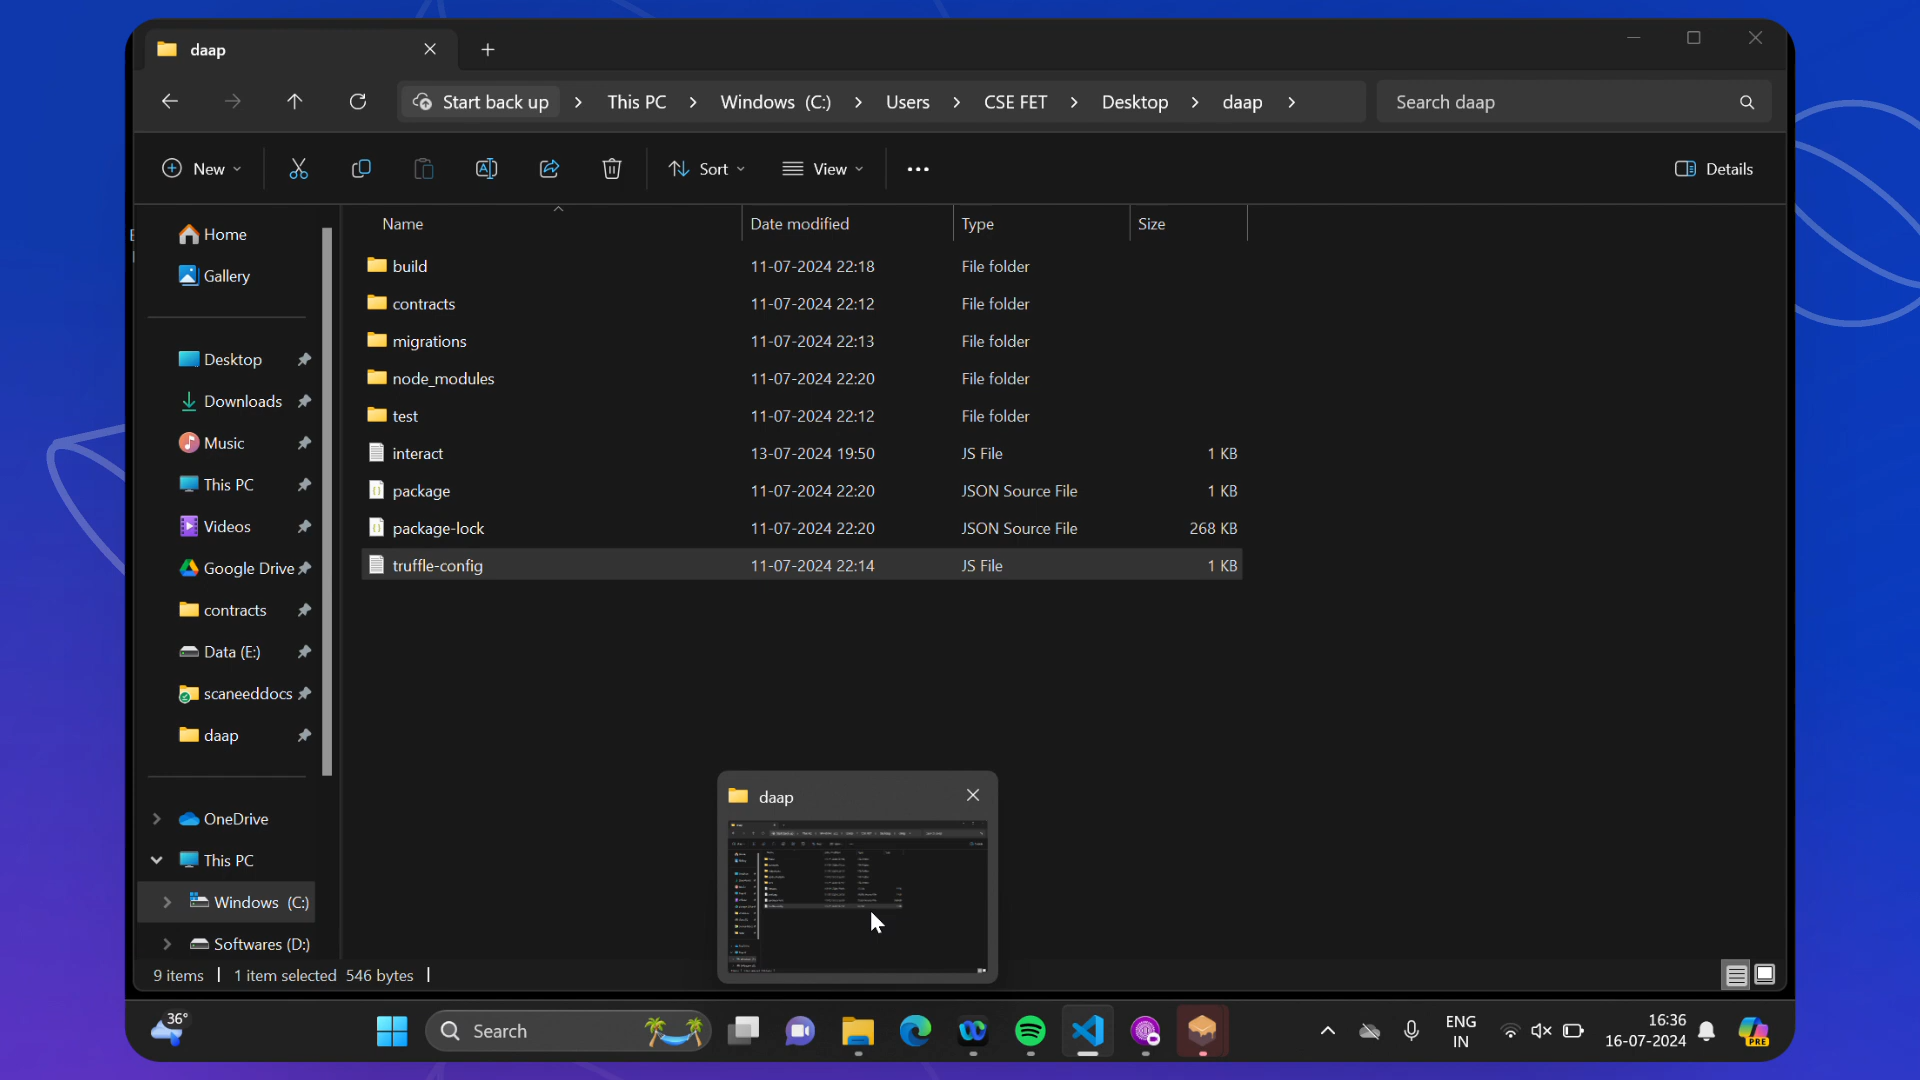 daap
Start back up > This PC > Windows (C:) > Users > CSE FET > Desktop > daap >
Search daap
New
Sort
View
Details
Name Date modified Type Size
build 11-07-2024 22:18 File folder
contracts 11-07-2024 22:12 File folder
migrations 11-07-2024 22:13 File folder
node_modules 11-07-2024 22:20 File folder
test 11-07-2024 22:12 File folder
interact 13-07-2024 19:50 JS File 1 KB
package 11-07-2024 22:20 JSON Source File 1 KB
package-lock 11-07-2024 22:20 JSON Source File 268 KB
truffle-config 11-07-2024 22:14 JS File 1 KB
Home
Gallery
Desktop
Downloads
Music
This PC
Videos
Google Drive
contracts
Data (E:)
scaneeddocs
daap
OneDrive
This PC
Windows (C:)
Softwares (D:)
daap
9 items | 1 item selected 546 bytes |
36°
Search
ENG
IN
16:36
16-07-2024
PRE